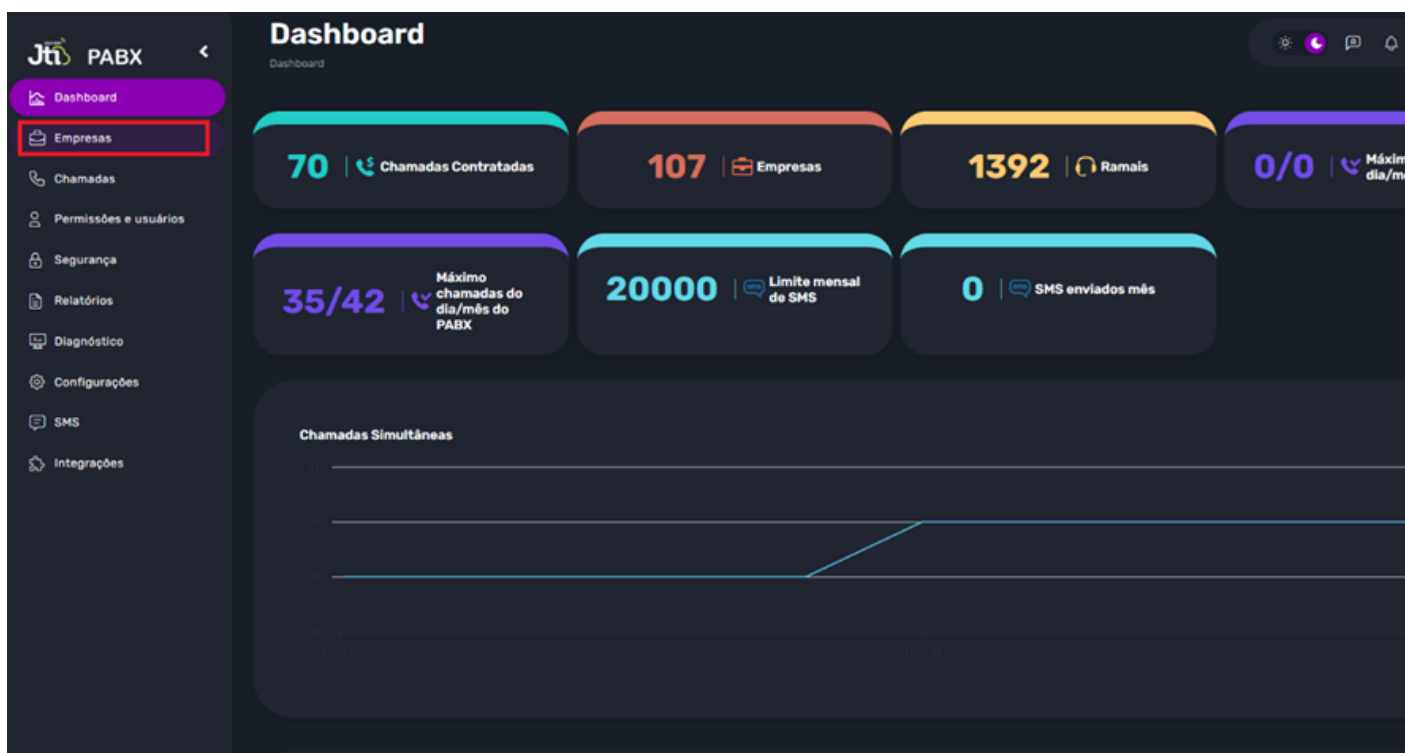 Jti PABX
Dashboard
Empresas
Chamadas
Permissões e usuários
Segurança
Relatórios
Diagnóstico
Configurações
SMS
Integrações
Dashboard
Dashboard
70 Chamadas Contratadas
107 Empresas
1392 Ramais
0/0 Máxim
dia/m
35/42 Máximo
chamadas do
dia/mês do
PABX
20000 Limite mensal
de SMS
0 SMS enviados mês
Chamadas Simultâneas